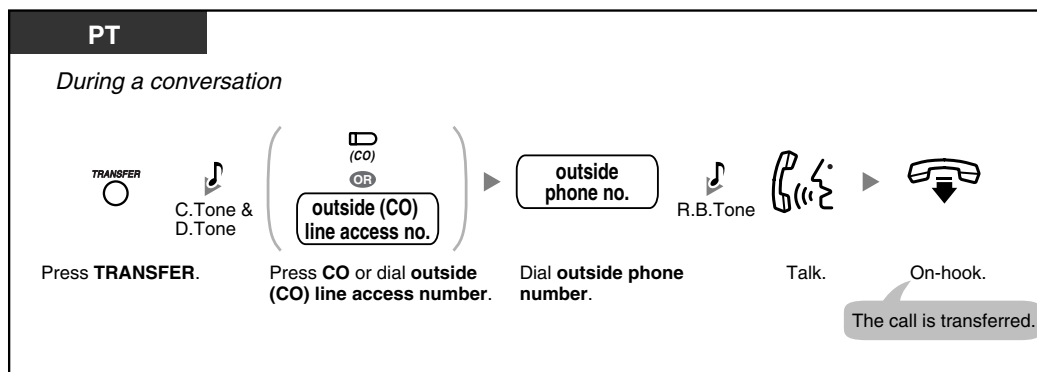 PT
During a conversation
TRANSFER
C.Tone &
D.Tone
(CO)
OR
outside (CO)
line access no.
outside
phone no.
R.B.Tone
Press TRANSFER.
Press CO or dial outside
(CO) line access number.
Dial outside phone
number.
Talk.
On-hook.
The call is transferred.